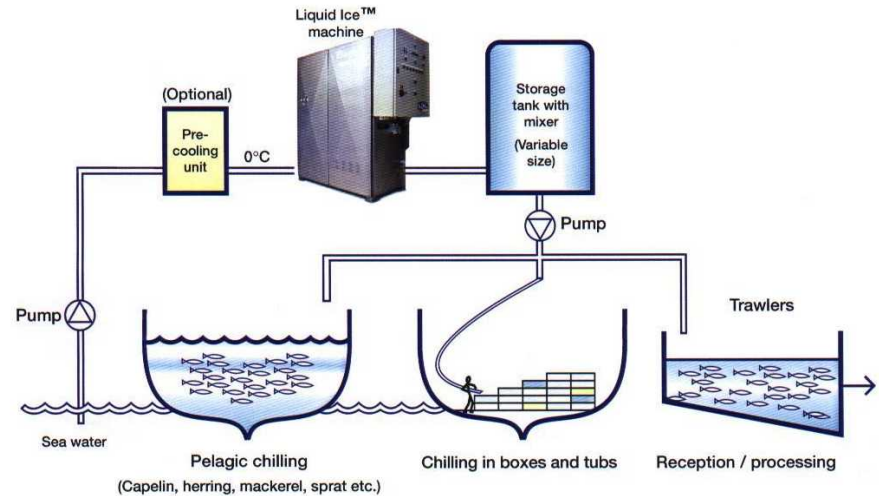 Liquid Ice™
machine
(Optional)
Pre-
cooling
unit
0°C
Storage
tank with
mixer
(Variable
size)
Pump
Pump
Trawlers
Sea water
Pelagic chilling
(Capelin, herring, mackerel, sprat etc.)
Chilling in boxes and tubs
Reception / processing